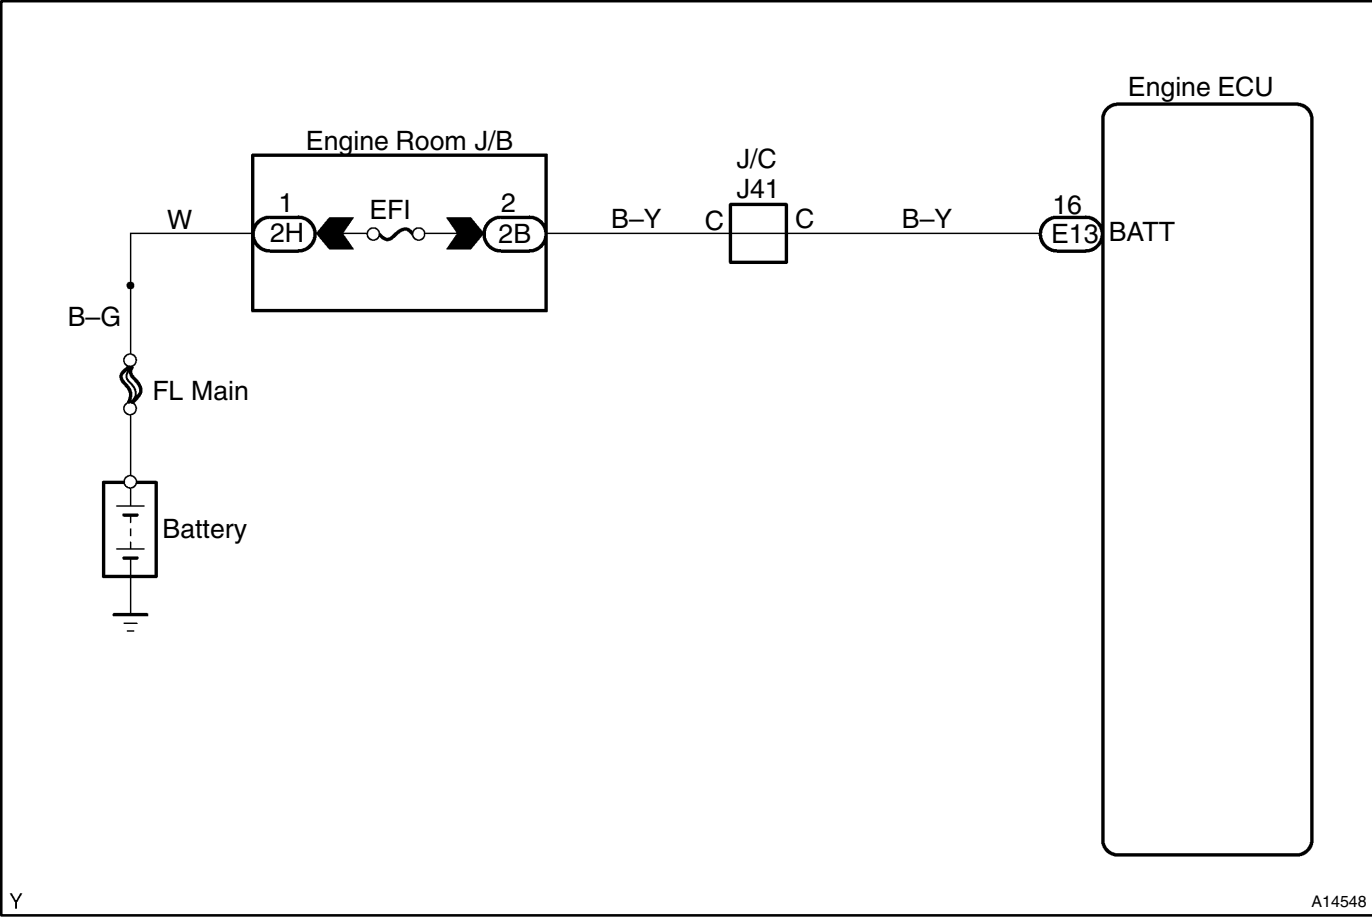 Engine ECU
Engine Room J/B
J/C
J41
1
EFI
2
16
W
2H
2B
B–Y
C
C
B–Y
E13
BATT
B–G
FL Main
Battery
Y
A14548